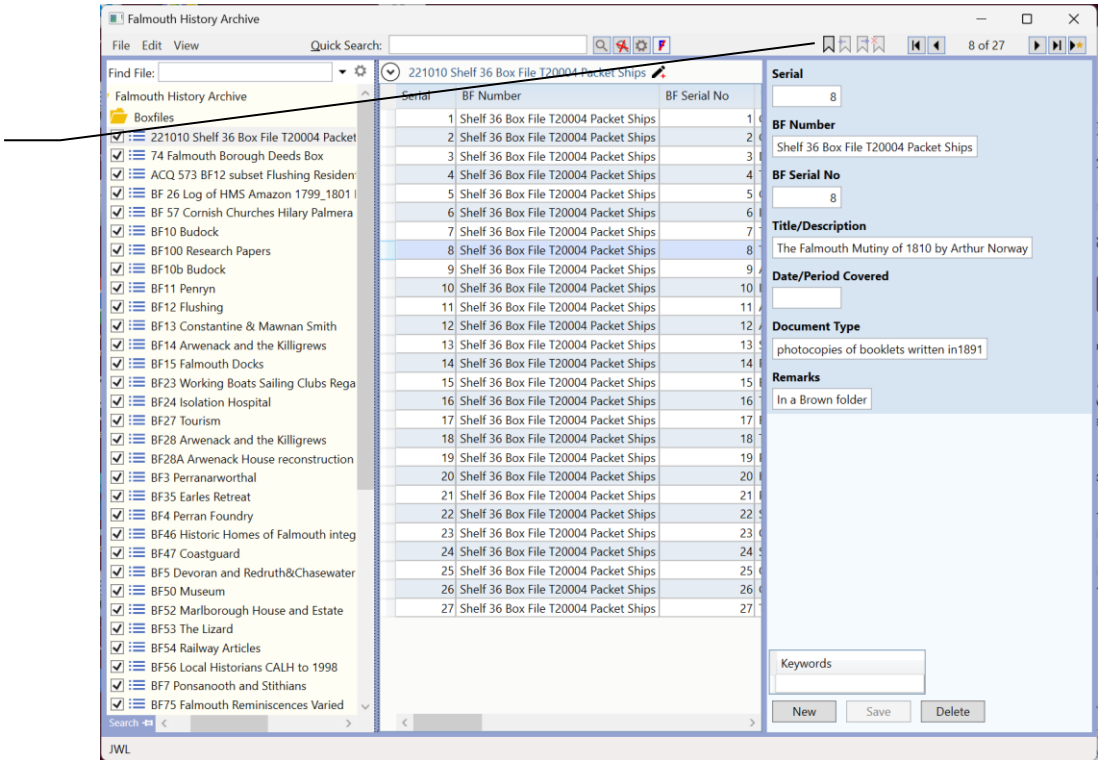 Falmouth History Archive
File Edit View Quick Search: F 8 of 27
Find File:
Falmouth History Archive
Boxfiles
221010 Shelf 36 Box File T20004 Packet
74 Falmouth Borough Deeds Box
ACQ 573 BF12 subset Flushing Residen
BF 26 Log of HMS Amazon 1799_1801
BF 57 Cornish Churches Hilary Palmera
BF10 Budock
BF100 Research Papers
BF10b Budock
BF11 Penryn
BF12 Flushing
BF13 Constantine & Mawnan Smith
BF14 Arwenack and the Killigrews
BF15 Falmouth Docks
BF23 Working Boats Sailing Clubs Rega
BF24 Isolation Hospital
BF27 Tourism
BF28 Arwenack and the Killigrews
BF28A Arwenack House reconstruction
BF3 Perranarworthal
BF35 Earles Retreat
BF4 Perran Foundry
BF46 Historic Homes of Falmouth integ
BF47 Coastguard
BF5 Devoran and Redruth&Chasewater
BF50 Museum
BF52 Marlborough House and Estate
BF53 The Lizard
BF54 Railway Articles
BF56 Local Historians CALH to 1998
BF7 Ponsanooth and Stithians
BF75 Falmouth Reminiscences Varied
Search
221010 Shelf 36 Box File T20004 Packet Ships
Serial BF Number BF Serial No
1 Shelf 36 Box File T20004 Packet Ships 1
2 Shelf 36 Box File T20004 Packet Ships 2
3 Shelf 36 Box File T20004 Packet Ships 3
4 Shelf 36 Box File T20004 Packet Ships 4
5 Shelf 36 Box File T20004 Packet Ships 5
6 Shelf 36 Box File T20004 Packet Ships 6
7 Shelf 36 Box File T20004 Packet Ships 7
8 Shelf 36 Box File T20004 Packet Ships 8
9 Shelf 36 Box File T20004 Packet Ships 9
10 Shelf 36 Box File T20004 Packet Ships 10
11 Shelf 36 Box File T20004 Packet Ships 11
12 Shelf 36 Box File T20004 Packet Ships 12
13 Shelf 36 Box File T20004 Packet Ships 13
14 Shelf 36 Box File T20004 Packet Ships 14
15 Shelf 36 Box File T20004 Packet Ships 15
16 Shelf 36 Box File T20004 Packet Ships 16
17 Shelf 36 Box File T20004 Packet Ships 17
18 Shelf 36 Box File T20004 Packet Ships 18
19 Shelf 36 Box File T20004 Packet Ships 19
20 Shelf 36 Box File T20004 Packet Ships 20
21 Shelf 36 Box File T20004 Packet Ships 21
22 Shelf 36 Box File T20004 Packet Ships 22
23 Shelf 36 Box File T20004 Packet Ships 23
24 Shelf 36 Box File T20004 Packet Ships 24
25 Shelf 36 Box File T20004 Packet Ships 25
26 Shelf 36 Box File T20004 Packet Ships 26
27 Shelf 36 Box File T20004 Packet Ships 27
Serial
8
BF Number
Shelf 36 Box File T20004 Packet Ships
BF Serial No
8
Title/Description
The Falmouth Mutiny of 1810 by Arthur Norway
Date/Period Covered
Document Type
photocopies of booklets written in1891
Remarks
In a Brown folder
Keywords
New Save Delete
JWL